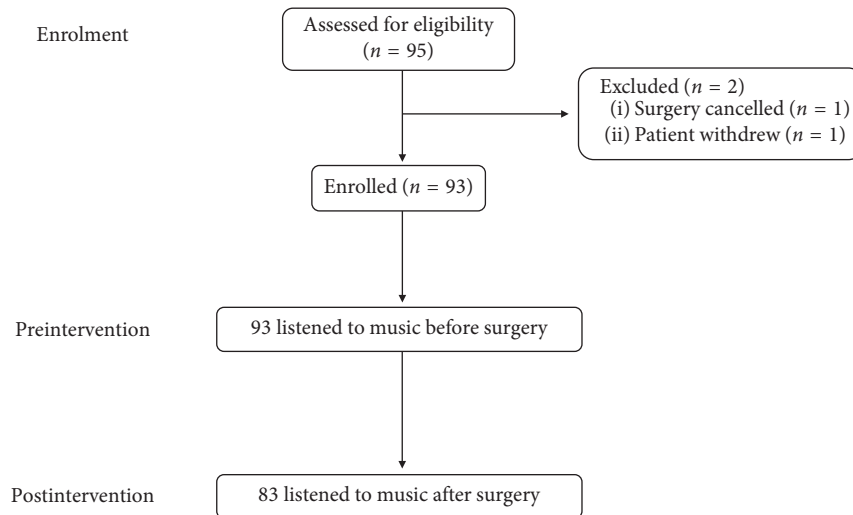 Enrolment
Assessed for eligibility
(n = 95)
Excluded (n = 2)
(i) Surgery cancelled (n = 1)
(ii) Patient withdrew (n = 1)
Enrolled (n = 93)
Preintervention
93 listened to music before surgery
Postintervention
83 listened to music after surgery